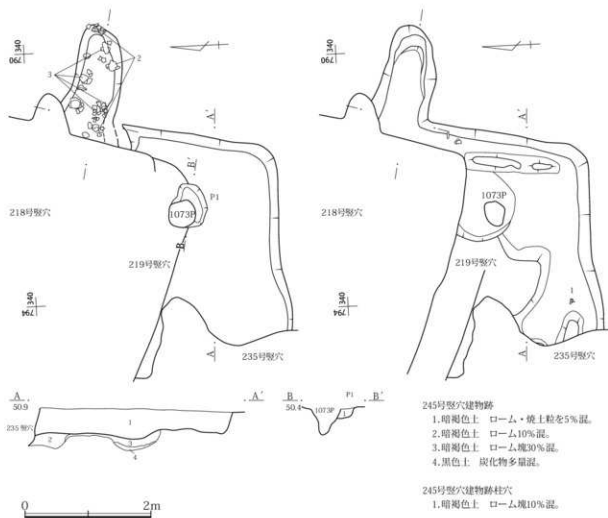 340
790
3
2
A'
B'
P1
1073P
B
218号竪穴
219号竪穴
340
794
A
235号竪穴
340
790
A'
1073P
218号竪穴
219号竪穴
1
340
794
A
235号竪穴
A
50.9
A'
235竪穴
1
2
3
4
B
50.4
P1
B'
1073P
1
245号竪穴建物跡
1.暗褐色土 ローム・焼土粒を5%混。
2.暗褐色土 ローム10%混。
3.暗褐色土 ローム塊30%混。
4.黒色土 炭化物多量混。
245号竪穴建物跡柱穴
1.暗褐色土 ローム塊10%混。
0
2m